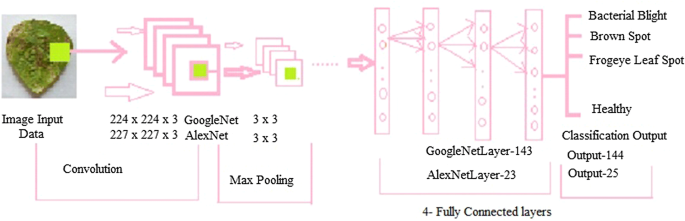 Bacterial Blight
Brown Spot
Frogeye Leaf Spot
Healthy
Image Input
Data
224 x 224 x 3 GoogleNet 3 x 3
227 x 227 x 3 AlexNet 3 x 3
Classification Output
GoogleNetLayer-143
Output-144
AlexNetLayer-23
Output-25
Convolution
Max Pooling
4- Fully Connected layers